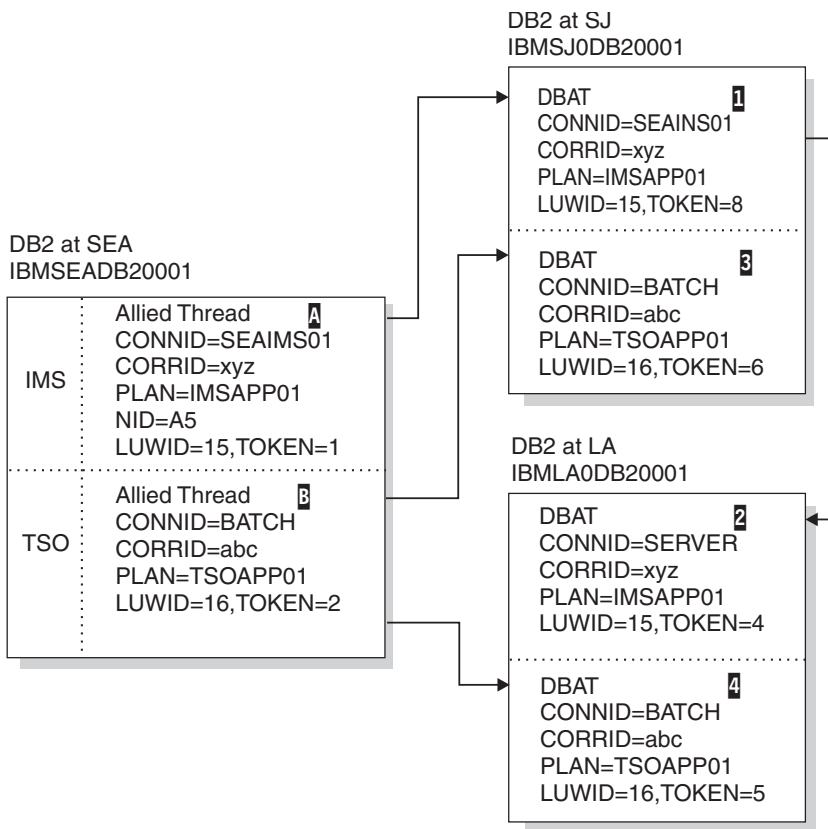 DB2 at SJ
IBMSJ0DB20001
DBAT 1
CONNID=SEAINS01
CORRID=xyz
PLAN=IMSAPP01
LUWID=15,TOKEN=8
DBAT 3
CONNID=BATCH
CORRID=abc
PLAN=TSOAPP01
LUWID=16,TOKEN=6
DB2 at SEA
IBMSEADB20001
IMS
Allied Thread A
CONNID=SEAIMS01
CORRID=xyz
PLAN=IMSAPP01
NID=A5
LUWID=15,TOKEN=1
TSO
Allied Thread B
CONNID=BATCH
CORRID=abc
PLAN=TSOAPP01
LUWID=16,TOKEN=2
DB2 at LA
IBMLA0DB20001
DBAT 2
CONNID=SERVER
CORRID=xyz
PLAN=IMSAPP01
LUWID=15,TOKEN=4
DBAT 4
CONNID=BATCH
CORRID=abc
PLAN=TSOAPP01
LUWID=16,TOKEN=5